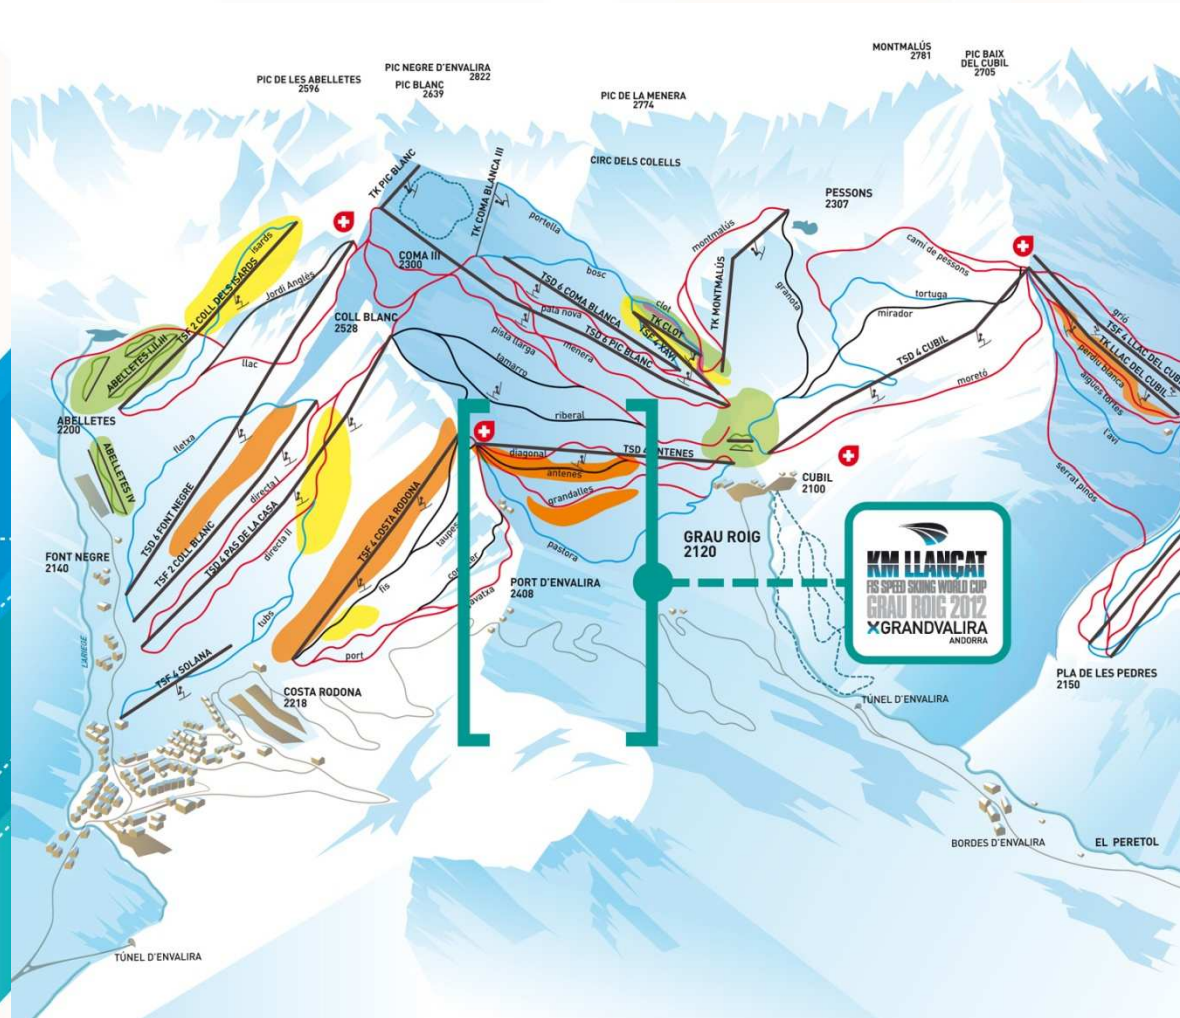 MONTMALÚS
2781
PIC BAIX
DEL CUBIL
2705
PIC NEGRE D'ENVALIRA
2822
PIC DE LES ABELLETES
2596
PIC BLANC
2639
PIC DE LA MENERA
2774
CIRC DELS COLELLS
PESSONS
2307
TK PIC BLANC
TK COMA BLANCA III
portella
montmalús
isards
TSF 2 COLL DELS ISARDS
Jordi Anglés
COMA III
2300
bosc
TSD 6 COMA BLANCA
camí de pessons
tortuga
mirador
granota
TK MONTMALÚS
clot
TK CLOT
TSF 4 XAVI
pala nova
TSD 6 PIC BLANC
COLL BLANC
2528
pista llarga
menera
tamarro
llac
TSD 4 CUBIL
moretó
grió
TSF 4 LLAC DEL CUBIL
TK LLAC DEL CUBIL
perdiu blanca
aigües tortes
l'avi
serrat pinós
ABELLETES
2200
ABELLETES IV
fletxa
riberal
diagonal
TSD 4 ANTENES
antenes
grandalles
pastora
directa I
directa II
TSD 6 FONT NEGRE
TSF 2 COLL BLANC
TSD 4 PAS DE LA CASA
TSF 4 COSTA RODONA
taupes
fis
port
tubs
TSF 4 SOLANA
FONT NEGRE
2140
L'ARIEGE
CUBIL
2100
GRAU ROIG
2120
PORT D'ENVALIRA
2408
KM LLANÇAT
FIS SPEED SKIING WORLD CUP
GRAU ROIG 2012
GRANDVALIRA
ANDORRA
COSTA RODONA
2218
TÚNEL D'ENVALIRA
PLA DE LES PEDRES
2150
BORDES D'ENVALIRA
EL PERETOL
TÚNEL D'ENVALIRA